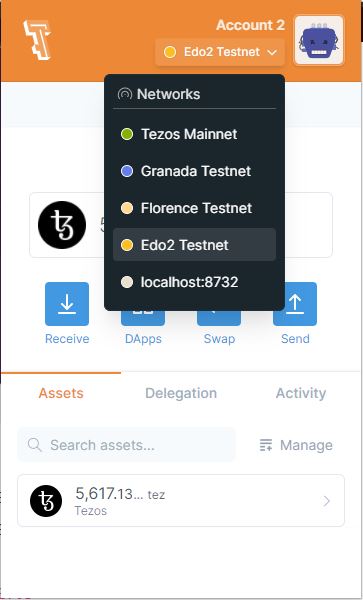 Account 2
Edo2 Testnet
Networks
Tezos Mainnet
Granada Testnet
Florence Testnet
Edo2 Testnet
localhost:8732
Receive
DApps
Swap
Send
Assets
Delegation
Activity
Search assets...
Manage
5,617.13... tez
Tezos